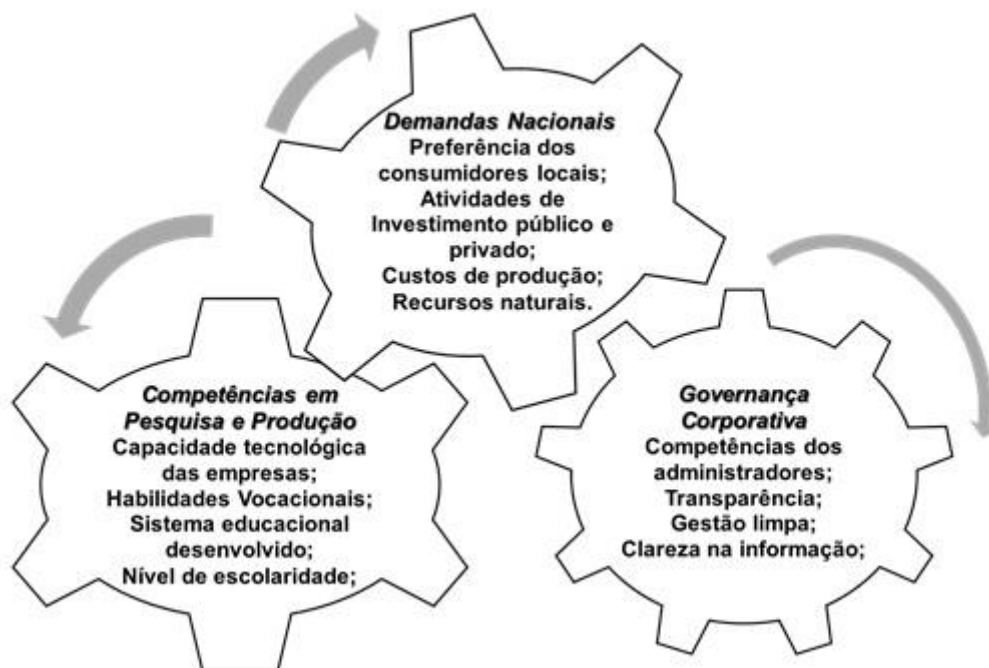 Demandas Nacionais
Preferência dos
consumidores locais;
Atividades de
Investimento público e
privado;
Custos de produção;
Recursos naturais.
Competências em
Pesquisa e Produção
Capacidade tecnológica
das empresas;
Habilidades Vocacionais;
Sistema educacional
desenvolvido;
Nível de escolaridade;
Governança
Corporativa
Competências dos
administradores;
Transparência;
Gestão limpa;
Clareza na informação;